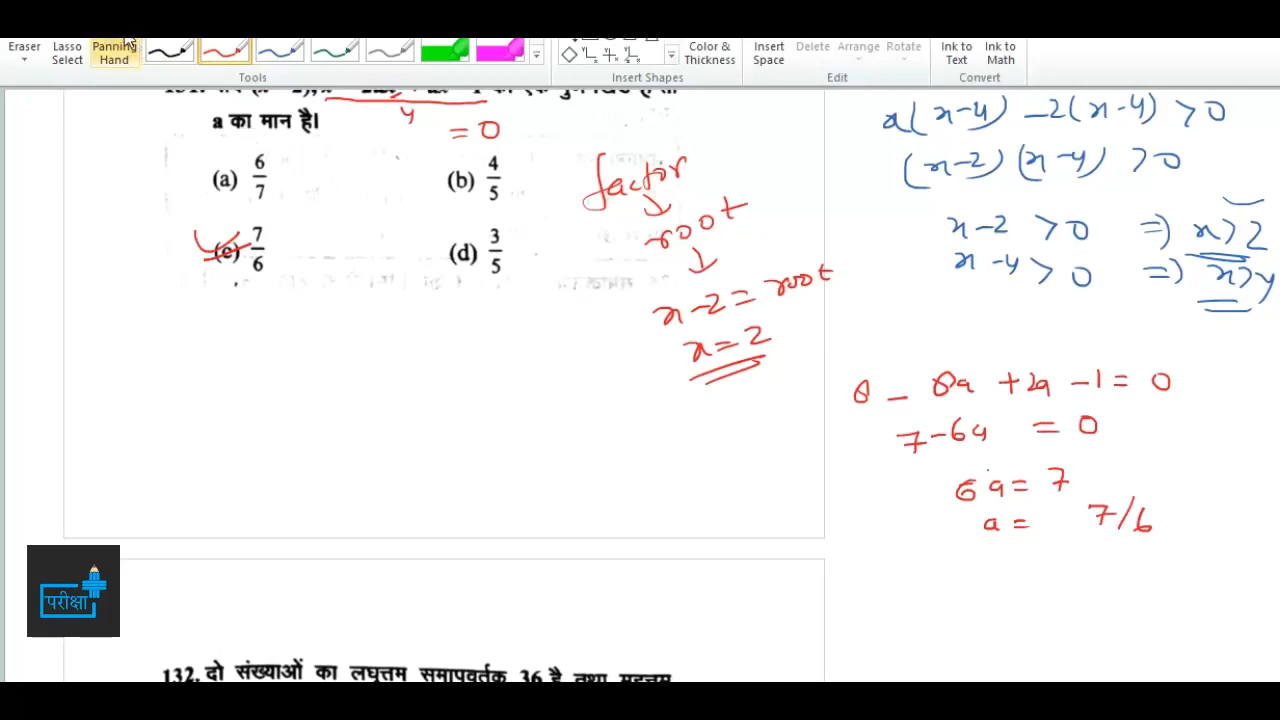 Eraser
Lasso Select
Panning Hand
Tools
Insert Shapes
Color & Thickness
Insert Space
Delete
Arrange
Rotate
Edit
Ink to Text
Ink to Math
Convert
4
a का मान है।
= 0
(a) 6/7
(b) 4/5
(c) 7/6
(d) 3/5
factor
root
x - 2 = root
x = 2
x(x-4) -2(x-4) > 0
(x-2) (x-4) > 0
x-2 > 0 => x>2
x-4 > 0 => x>4
8 - 8a + 2a - 1 = 0
7 - 6a = 0
6a = 7
a = 7/6
परीक्षा
132. दो संख्याओं का लघुत्तम समापवर्तक 36 है तथा महत्तम